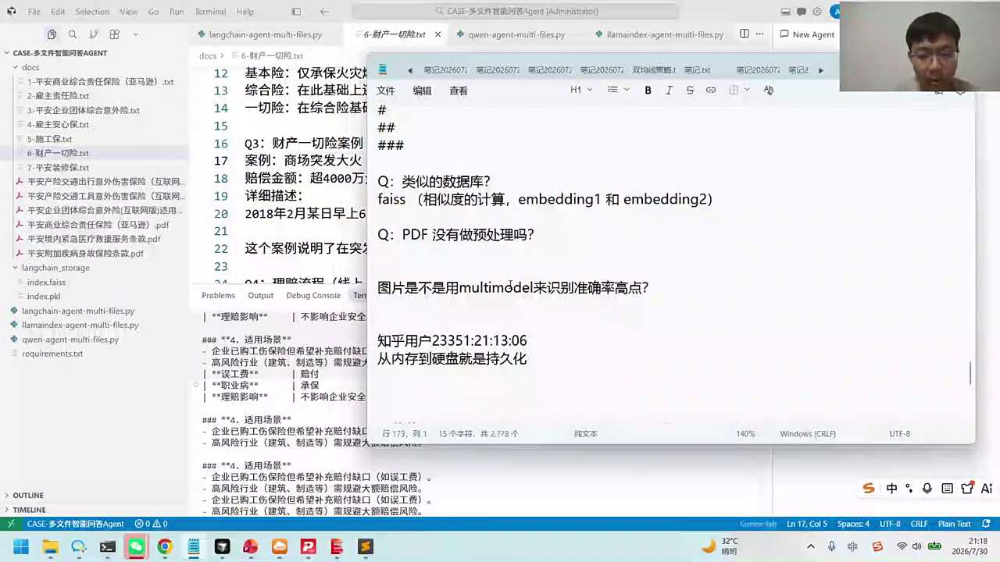 File Edit Selection View Go Run Terminal Help
CASE-多文件智能问答Agent [Administrator]
CASE-多文件智能问答AGENT
docs
1-平安商业综合责任保险（亚马逊）.txt
2-雇主责任险.txt
3-平安企业团体综合意外险.txt
4-雇主安心保.txt
5-施工保.txt
6-财产一切险.txt
7-平安装修保.txt
平安产险交通出行意外伤害保险（互联网...
平安产险交通工具意外伤害保险（互联网...
平安企业团体综合意外险(互联网版)适用...
平安商业综合责任保险（亚马逊）.pdf
平安境内紧急医疗救援服务条款.pdf
平安附加疾病身故保险条款.pdf
langchain_storage
index.faiss
index.pkl
langchain-agent-multi-files.py
llamaindex-agent-multi-files.py
qwen-agent-multi-files.py
requirements.txt
OUTLINE
TIMELINE
langchain-agent-multi-files.py
6-财产一切险.txt
qwen-agent-multi-files.py
llamaindex-agent-multi-files.py
New Agent
docs > 6-财产一切险.txt
12 基本险：仅承保火灾
13 综合险：在此基础上
14 一切险：在综合险基
15
16 Q3：财产一切险案例
17 案例：商场突发大火
18 赔偿金额：超4000万
19 详细描述：
20 2018年2月某日早上6
21
22 这个案例说明了在突
23
24 Q4：理赔流程（线上
Problems Output Debug Console
| **理赔影响** | 不影响企业安全
### **4. 适用场景**
- 企业已购工伤保险但希望补充赔付缺口
- 高风险行业（建筑、制造等）需规避大
| **误工费** | 赔付
| **职业病** | 承保
| **理赔影响** | 不影响企业安全
### **4. 适用场景**
- 企业已购工伤保险但希望补充赔付缺口
- 高风险行业（建筑、制造等）需规避大额赔偿风险。
### **4. 适用场景**
- 企业已购工伤保险但希望补充赔付缺口（如误工费）。
- 高风险行业（建筑、制造等）需规避大额赔偿风险。
- 企业已购工伤保险但希望补充赔付缺口（如误工费）。
- 高风险行业（建筑、制造等）需规避大额赔偿风险。
笔记202607 笔记202607 笔记202607 笔记202607 双均线策略.t 笔记.txt 笔记202607 笔记2
文件 编辑 查看 H1 B I S
#
##
###
Q：类似的数据库？
faiss （相似度的计算，embedding1 和 embedding2）
Q：PDF 没有做预处理吗？
图片是不是用multimodel来识别准确率高点？
知乎用户23351:21:13:06
从内存到硬盘就是持久化
行 173，列 1 15 个字符，共 2,778 个 纯文本 140% Windows (CRLF) UTF-8
中
CASE-多文件智能问答Agent 0 0
Cursor Tab Ln 17, Col 5 Spaces: 4 UTF-8 CRLF Plain Text
32°C
晴朗
中
21:18
2026/7/30